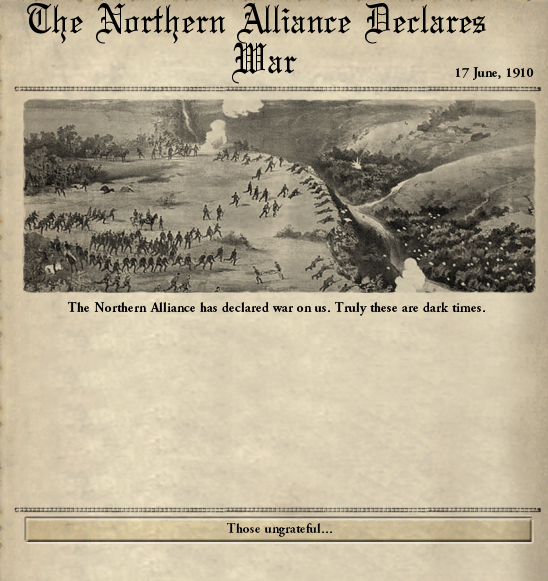 The Northern Alliance Declares
War
17 June, 1910
The Northern Alliance has declared war on us. Truly these are dark times.
Those ungrateful...